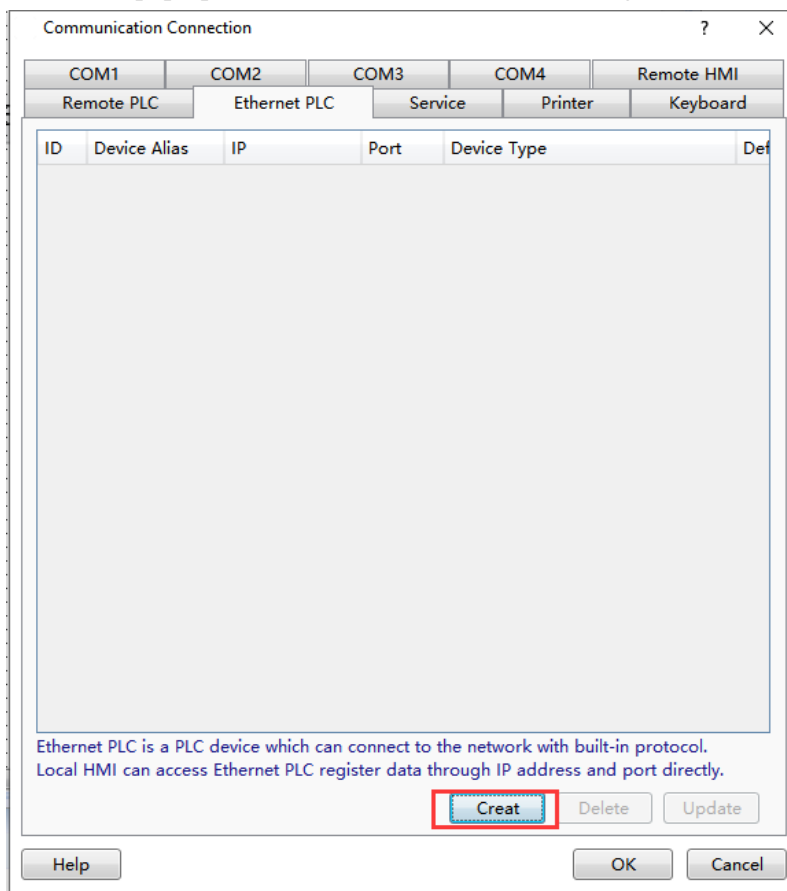 Communication Connection ? ×
COM1 COM2 COM3 COM4 Remote HMI
Remote PLC Ethernet PLC Service Printer Keyboard
ID Device Alias IP Port Device Type Def
Ethernet PLC is a PLC device which can connect to the network with built-in protocol.
Local HMI can access Ethernet PLC register data through IP address and port directly.
Creat Delete Update
Help OK Cancel